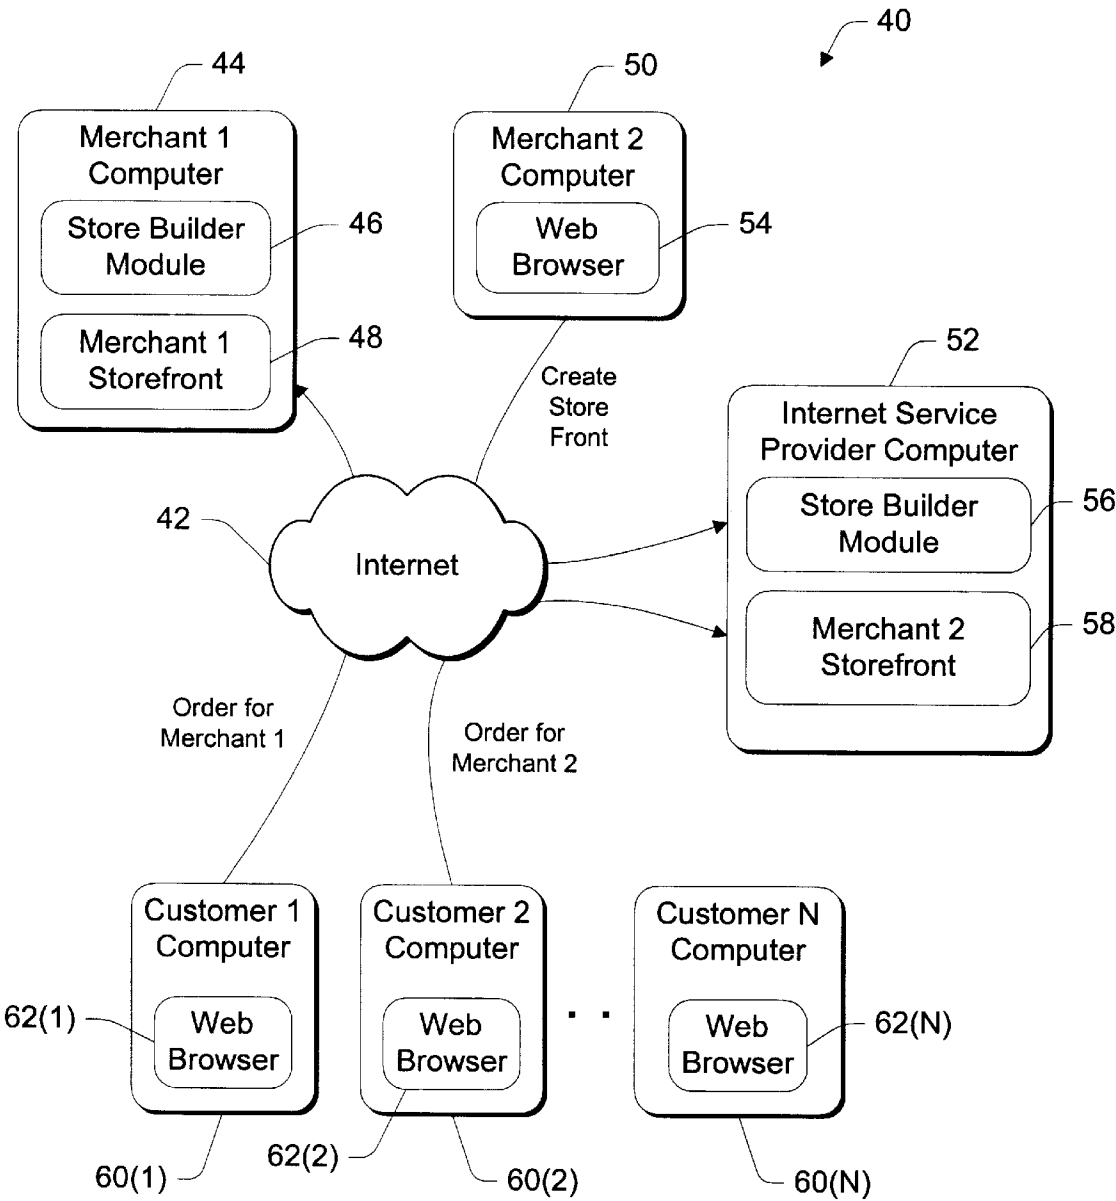 40
44
50
Merchant 1
Computer
Merchant 2
Computer
Store Builder
Module
46
Web
Browser
54
Merchant 1
Storefront
48
52
Create
Store
Front
Internet Service
Provider Computer
Store Builder
Module
56
42
Internet
Merchant 2
Storefront
58
Order for
Merchant 1
Order for
Merchant 2
Customer 1
Computer
Customer 2
Computer
Customer N
Computer
62(1)
Web
Browser
Web
Browser
Web
Browser
62(N)
60(1)
62(2)
60(2)
60(N)